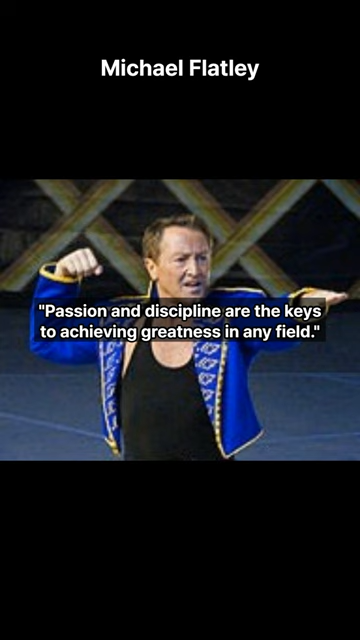 Michael Flatley
"Passion and discipline are the keys
to achieving greatness in any field."